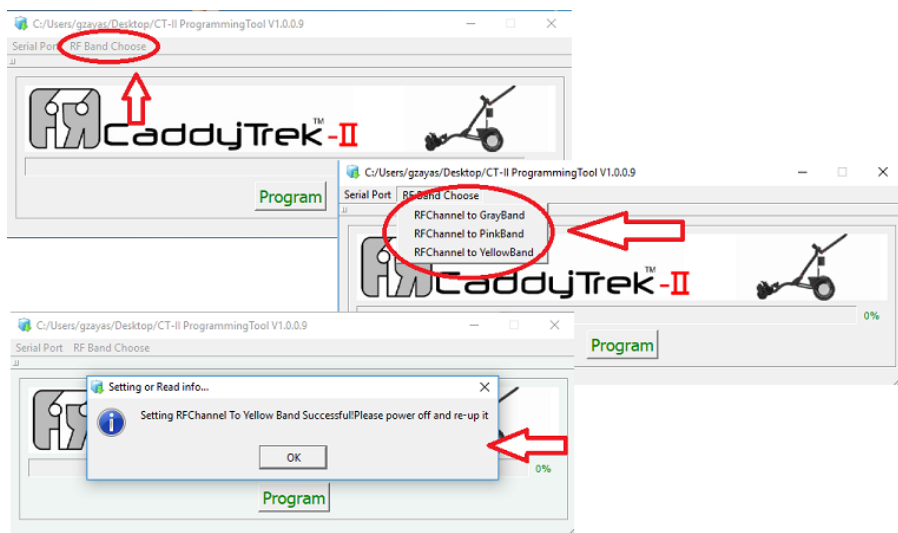 C:/Users/gzayas/Desktop/CT-II ProgrammingTool V1.0.0.9
Serial Port RF Band Choose
CaddyTrek™-II
Program
C:/Users/gzayas/Desktop/CT-II ProgrammingTool V1.0.0.9
Serial Port RF Band Choose
RFChannel to GrayBand
RFChannel to PinkBand
RFChannel to YellowBand
CaddyTrek™-II
0%
Program
C:/Users/gzayas/Desktop/CT-II ProgrammingTool V1.0.0.9
Serial Port RF Band Choose
Setting or Read info...
Setting RFChannel To Yellow Band Successful!Please power off and re-up it
OK
0%
Program